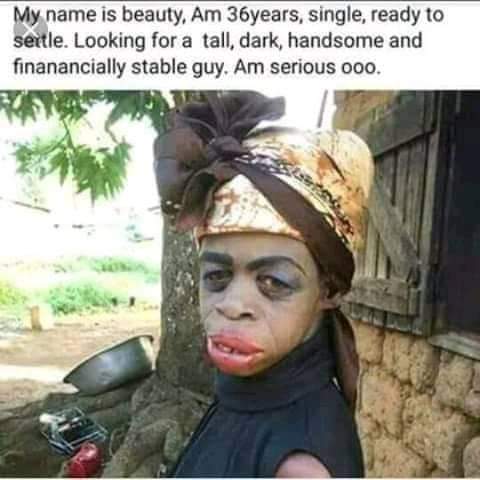 My name is beauty, Am 36years, single, ready to
settle. Looking for a  tall, dark, handsome and
finanancially stable guy. Am serious ooo.